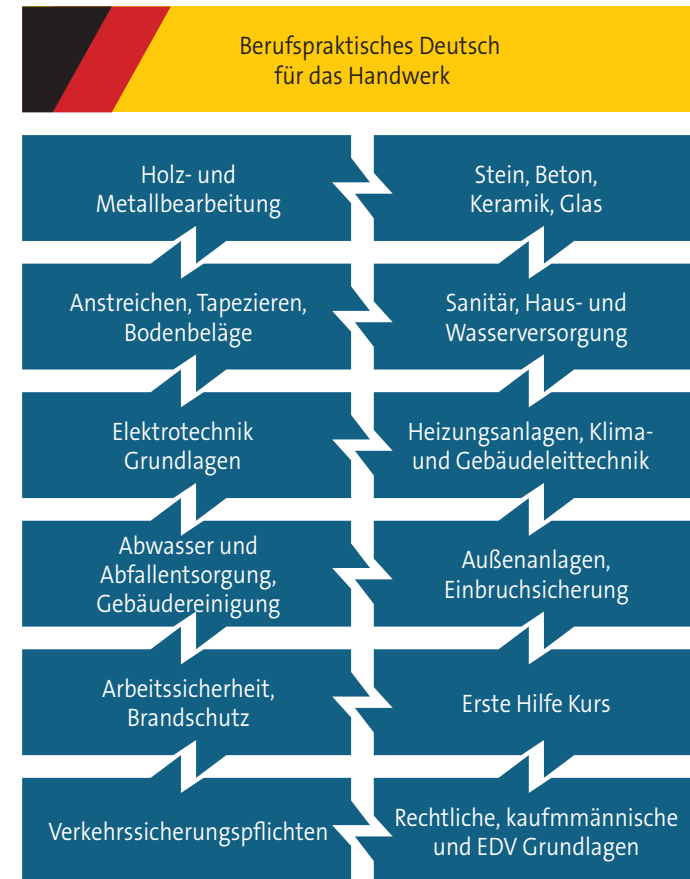 Berufspraktisches Deutsch
für das Handwerk
Holz- und
Metallbearbeitung
Stein, Beton,
Keramik, Glas
Anstreichen, Tapezieren,
Bodenbeläge
Sanitär, Haus- und
Wasserversorgung
Elektrotechnik
Grundlagen
Heizungsanlagen, Klima-
und Gebäudeleittechnik
Abwasser und
Abfallentsorgung,
Gebäudereinigung
Außenanlagen,
Einbruchsicherung
Arbeitssicherheit,
Brandschutz
Erste Hilfe Kurs
Verkehrssicherungspflichten
Rechtliche, kaufmmännische
und EDV Grundlagen